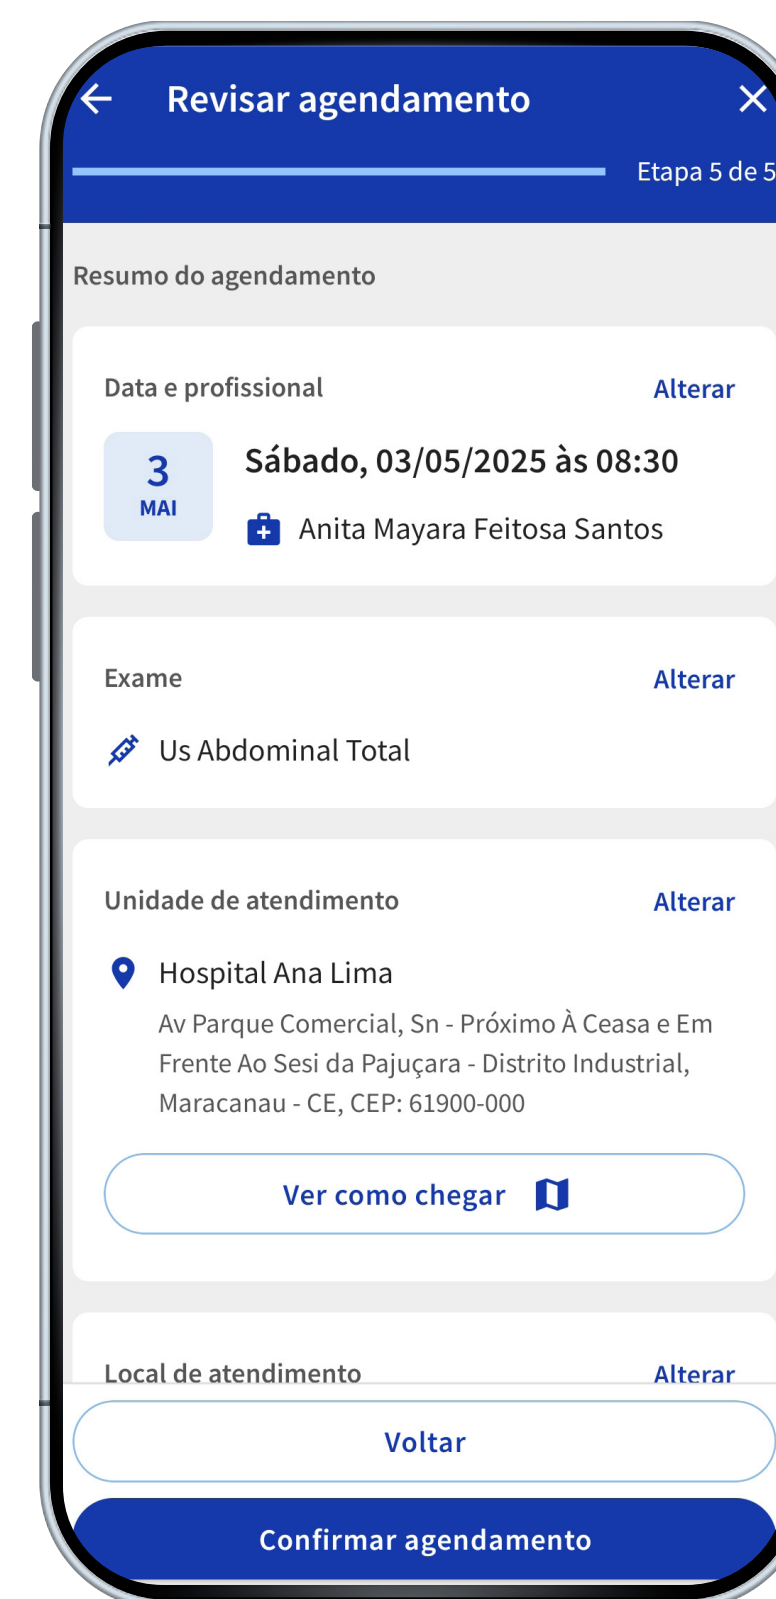 Revisar agendamento
Etapa 5 de 5
Resumo do agendamento
Data e profissional
Alterar
3
MAI
Sábado, 03/05/2025 às 08:30
Anita Mayara Feitosa Santos
Exame
Alterar
Us Abdominal Total
Unidade de atendimento
Alterar
Hospital Ana Lima
Av Parque Comercial, Sn - Próximo À Ceasa e Em
Frente Ao Sesi da Pajuçara - Distrito Industrial,
Maracanau - CE, CEP: 61900-000
Ver como chegar
Local de atendimento
Alterar
Voltar
Confirmar agendamento